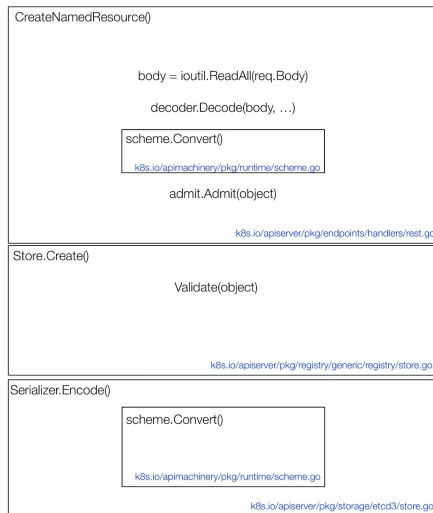 CreateNamedResource()
body = ioutil.ReadAll(req.Body)
decoder.Decode(body, …)
scheme.Convert()
k8s.io/apimachinery/pkg/runtime/scheme.go
admit.Admit(object)
k8s.io/apiserver/pkg/endpoints/handlers/rest.go
Store.Create()
Validate(object)
k8s.io/apiserver/pkg/registry/generic/registry/store.go
Serializer.Encode()
scheme.Convert()
k8s.io/apimachinery/pkg/runtime/scheme.go
k8s.io/apiserver/pkg/storage/etcd3/store.go